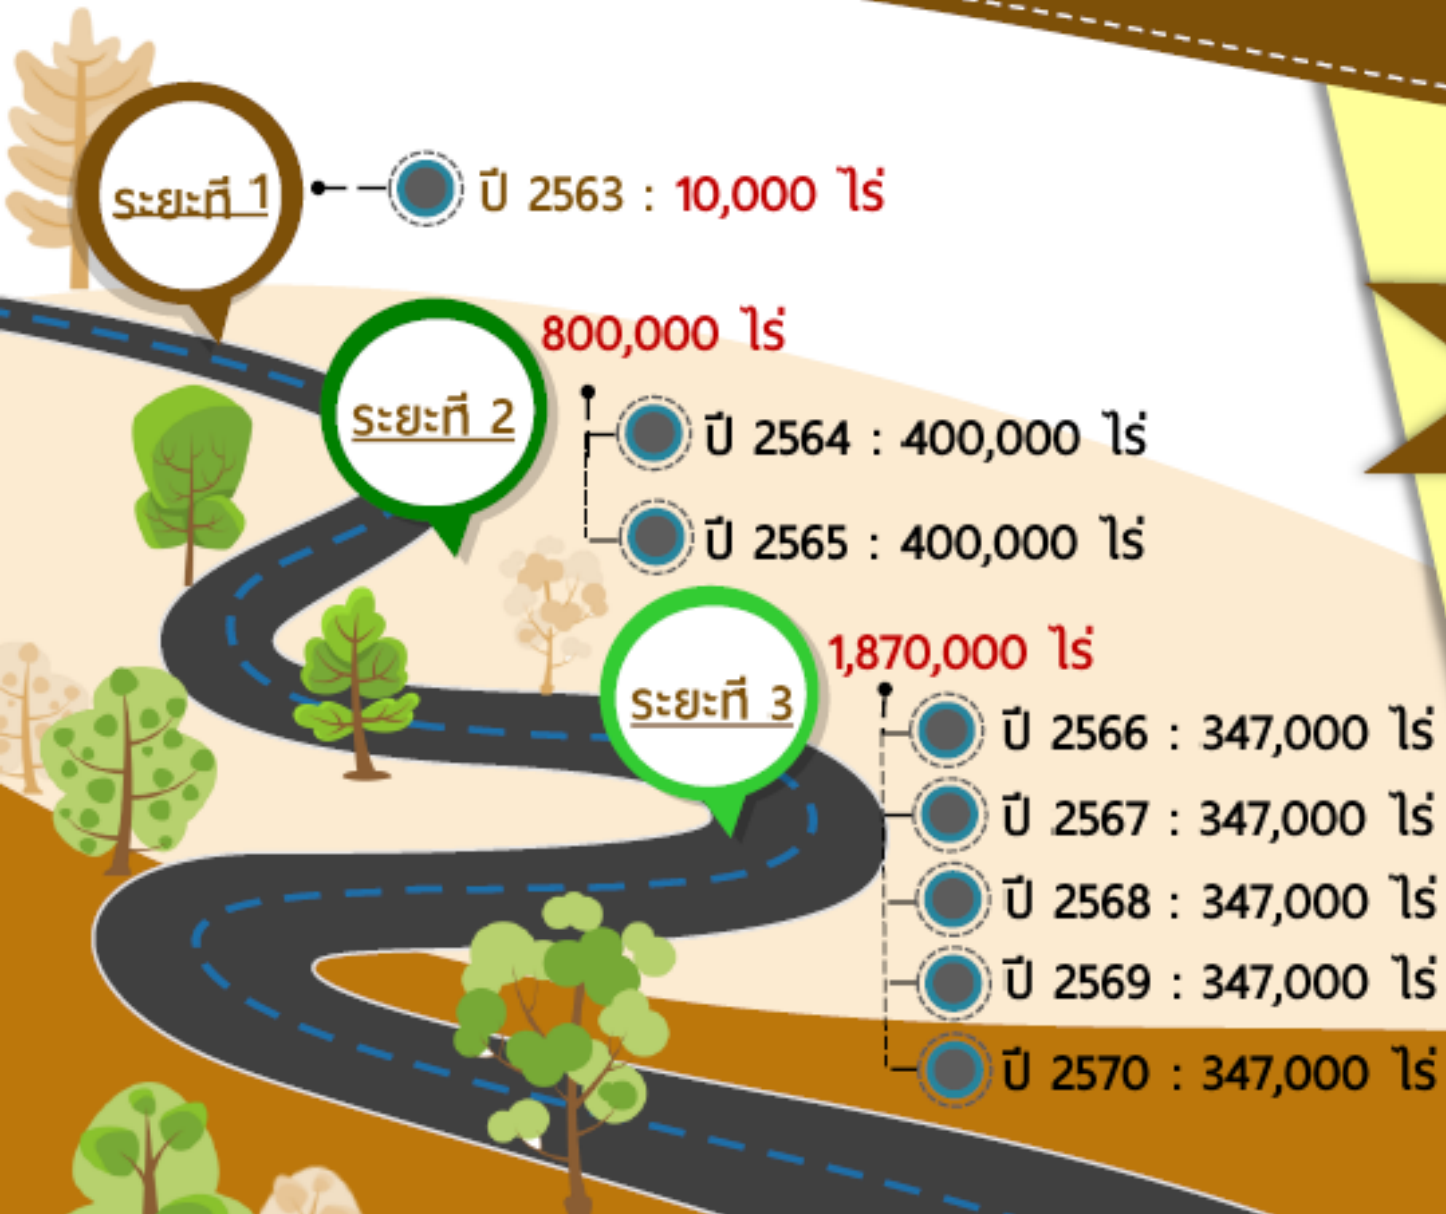 ระยะที่ 1
ปี 2563 : 10,000 ไร่
ระยะที่ 2
800,000 ไร่
ปี 2564 : 400,000 ไร่
ปี 2565 : 400,000 ไร่
ระยะที่ 3
1,870,000 ไร่
ปี 2566 : 347,000 ไร่
ปี 2567 : 347,000 ไร่
ปี 2568 : 347,000 ไร่
ปี 2569 : 347,000 ไร่
ปี 2570 : 347,000 ไร่